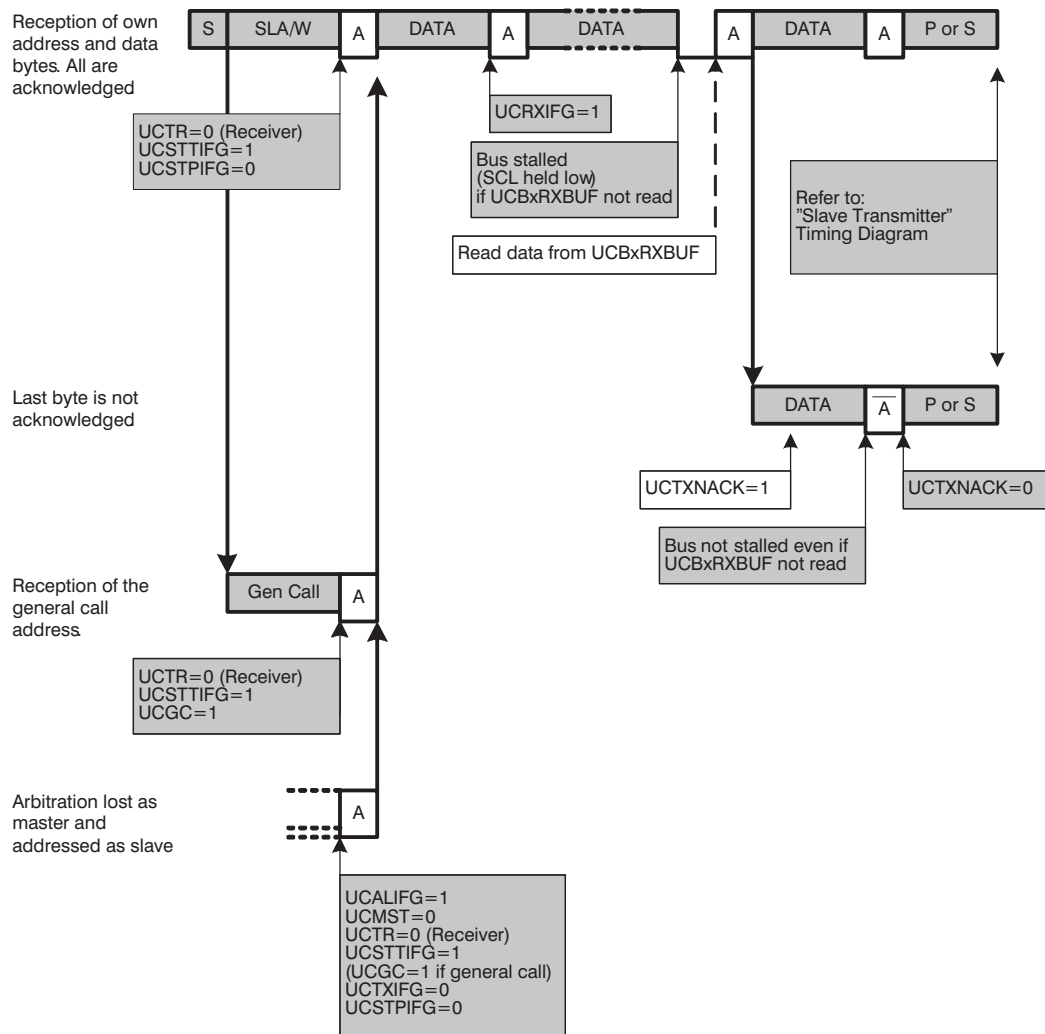 Reception of own
address and data
bytes. All are
acknowledged
S SLA/W A DATA A DATA A DATA A P or S
UCTR=0 (Receiver)
UCSTTIFG=1
UCSTPIFG=0
UCRXIFG=1
Bus stalled
(SCL held low)
if UCBxRXBUF not read
Read data from UCBxRXBUF
Refer to:
”Slave Transmitter”
Timing Diagram
Last byte is not
acknowledged
DATA A P or S
UCTXNACK=1
UCTXNACK=0
Bus not stalled even if
UCBxRXBUF not read
Reception of the
general call
address.
Gen Call A
UCTR=0 (Receiver)
UCSTTIFG=1
UCGC=1
Arbitration lost as
master and
addressed as slave
A
UCALIFG=1
UCMST=0
UCTR=0 (Receiver)
UCSTTIFG=1
(UCGC=1 if general call)
UCTXIFG=0
UCSTPIFG=0